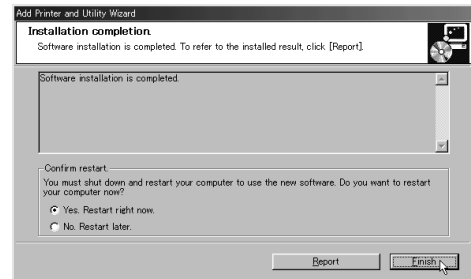 Add Printer and Utility Wizard
Installation completion.
Software installation is completed. To refer to the installed result, click [Report].
Software installation is completed.
Confirm restart.
You must shut down and restart your computer to use the new software. Do you want to restart
your computer now?
Yes. Restart right now.
No. Restart later.
Report
Finish